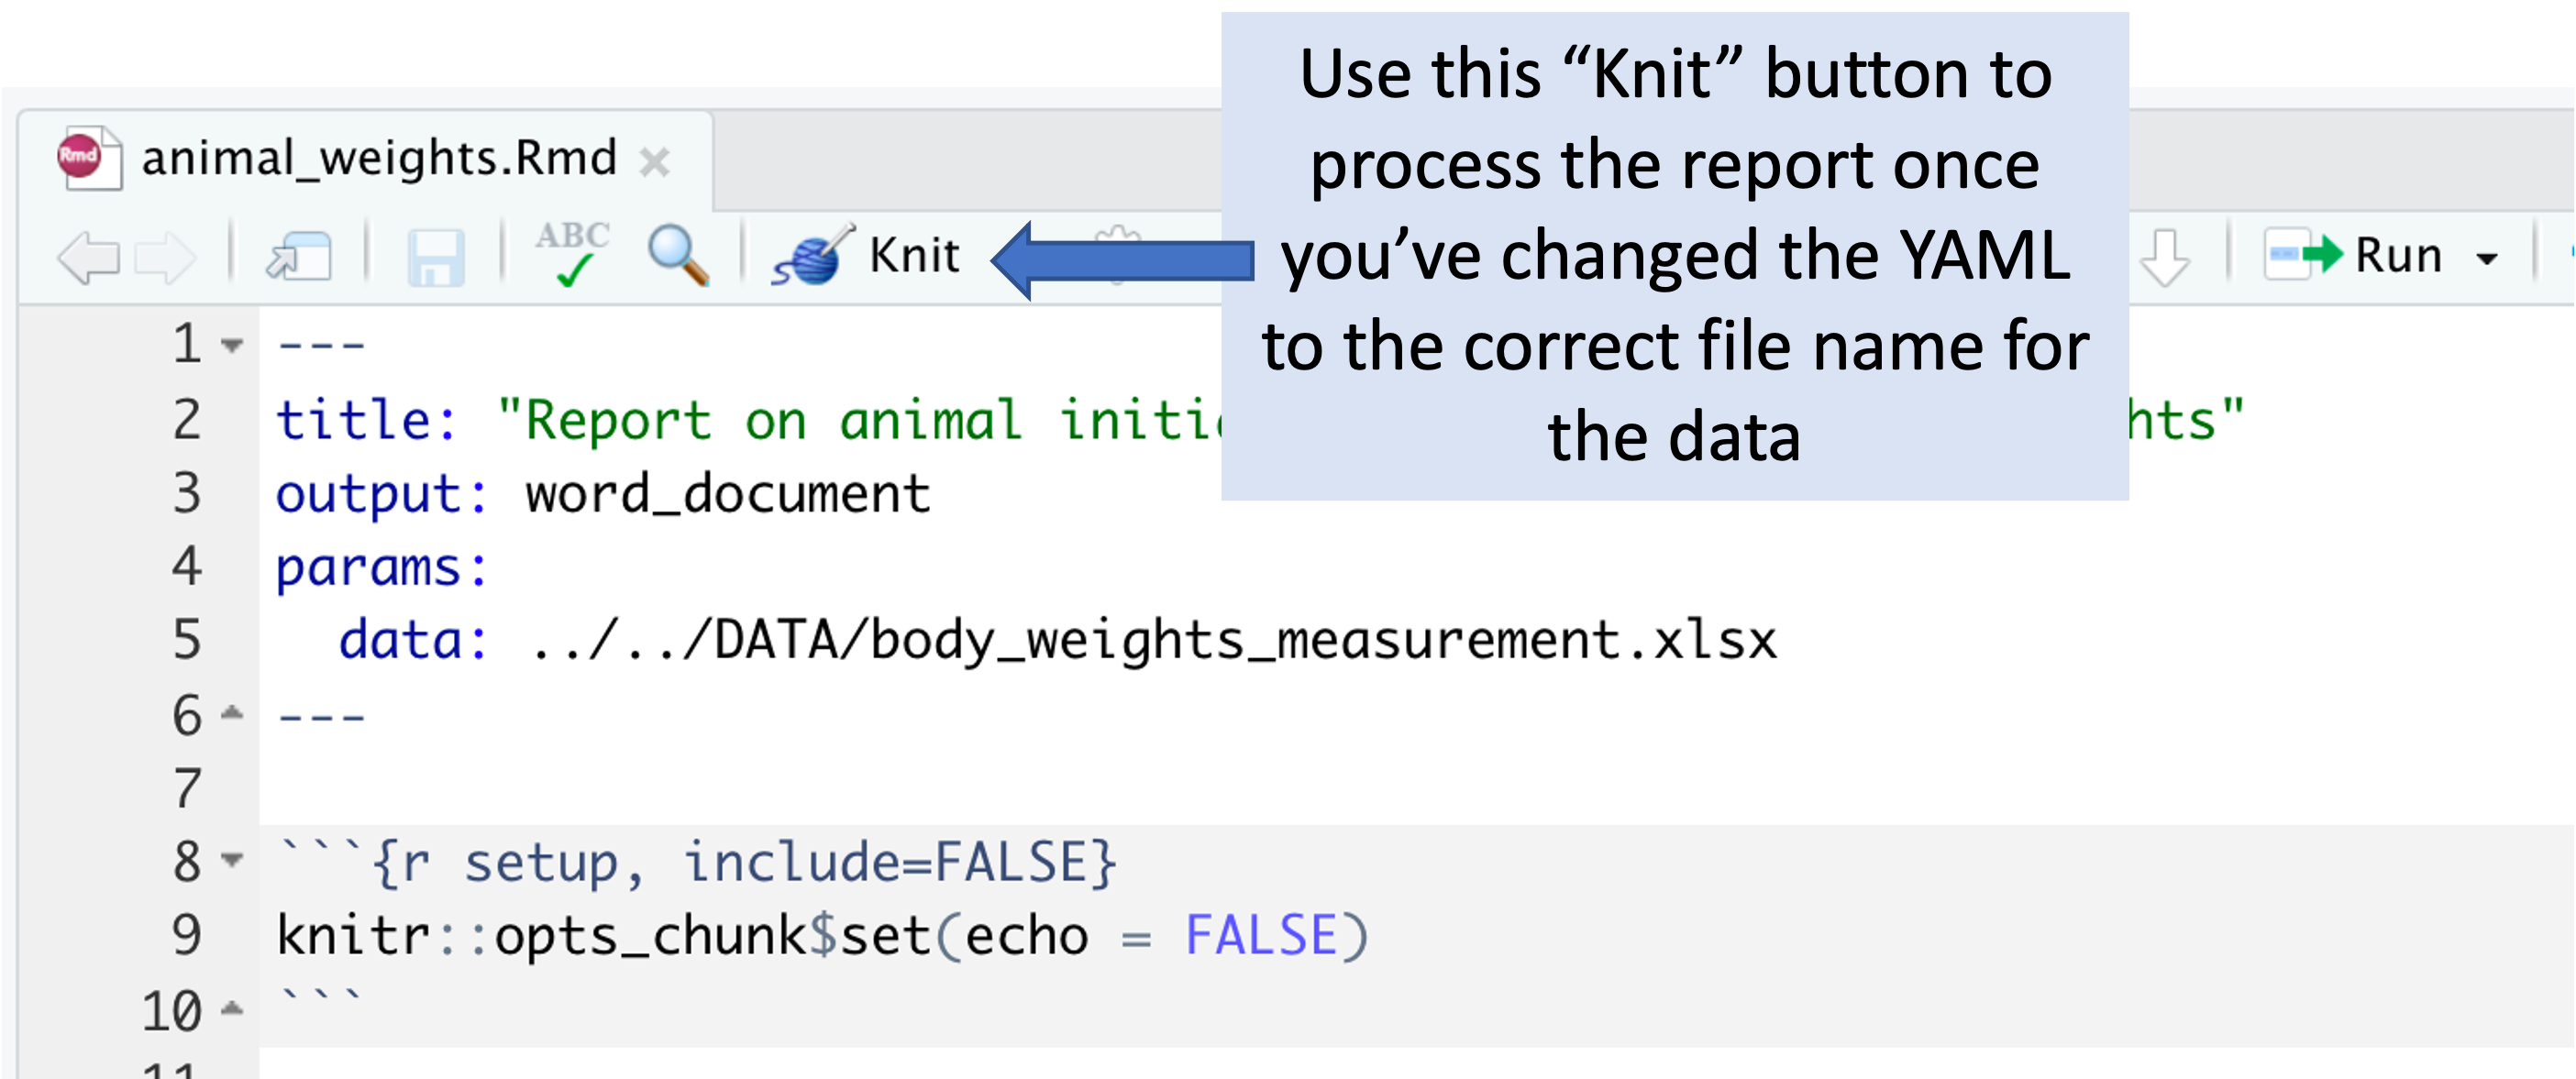 Use this “Knit” button to
process the report once
you’ve changed the YAML
to the correct file name for
the data
Rmd animal_weights.Rmd
ABC Knit Run
1 ---
2 title: "Report on animal hts"
3 output: word_document
4 params:
5   data: ../../DATA/body_weights_measurement.xlsx
6 ---
7
8 ```{r setup, include=FALSE}
9 knitr::opts_chunk$set(echo = FALSE)
10 ```
11